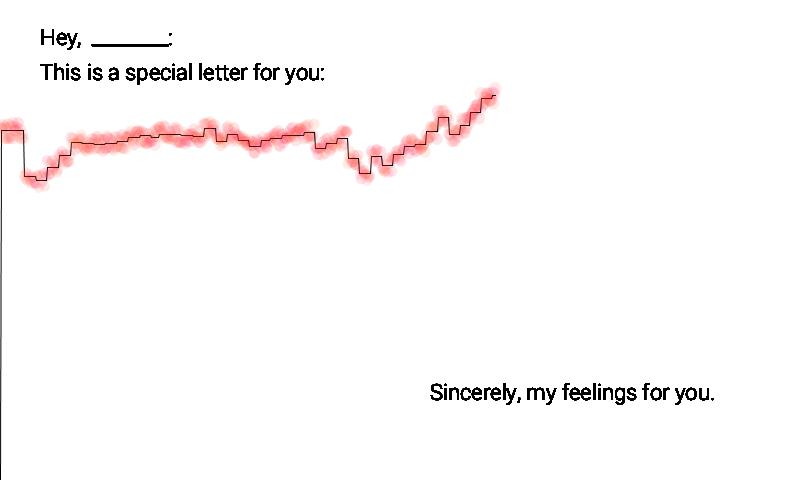 Hey, _______:
This is a special letter for you:
Sincerely, my feelings for you.